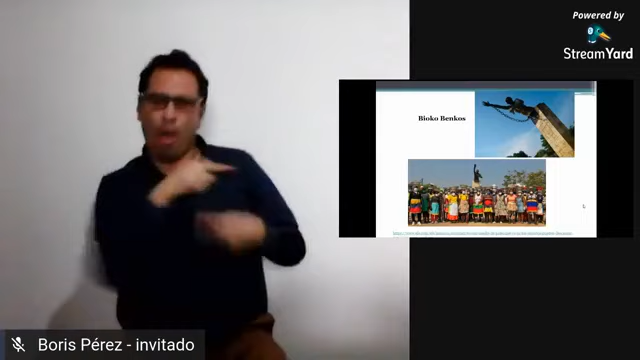 Powered by
StreamYard
Bioko Benkos
Boris Pérez - invitado